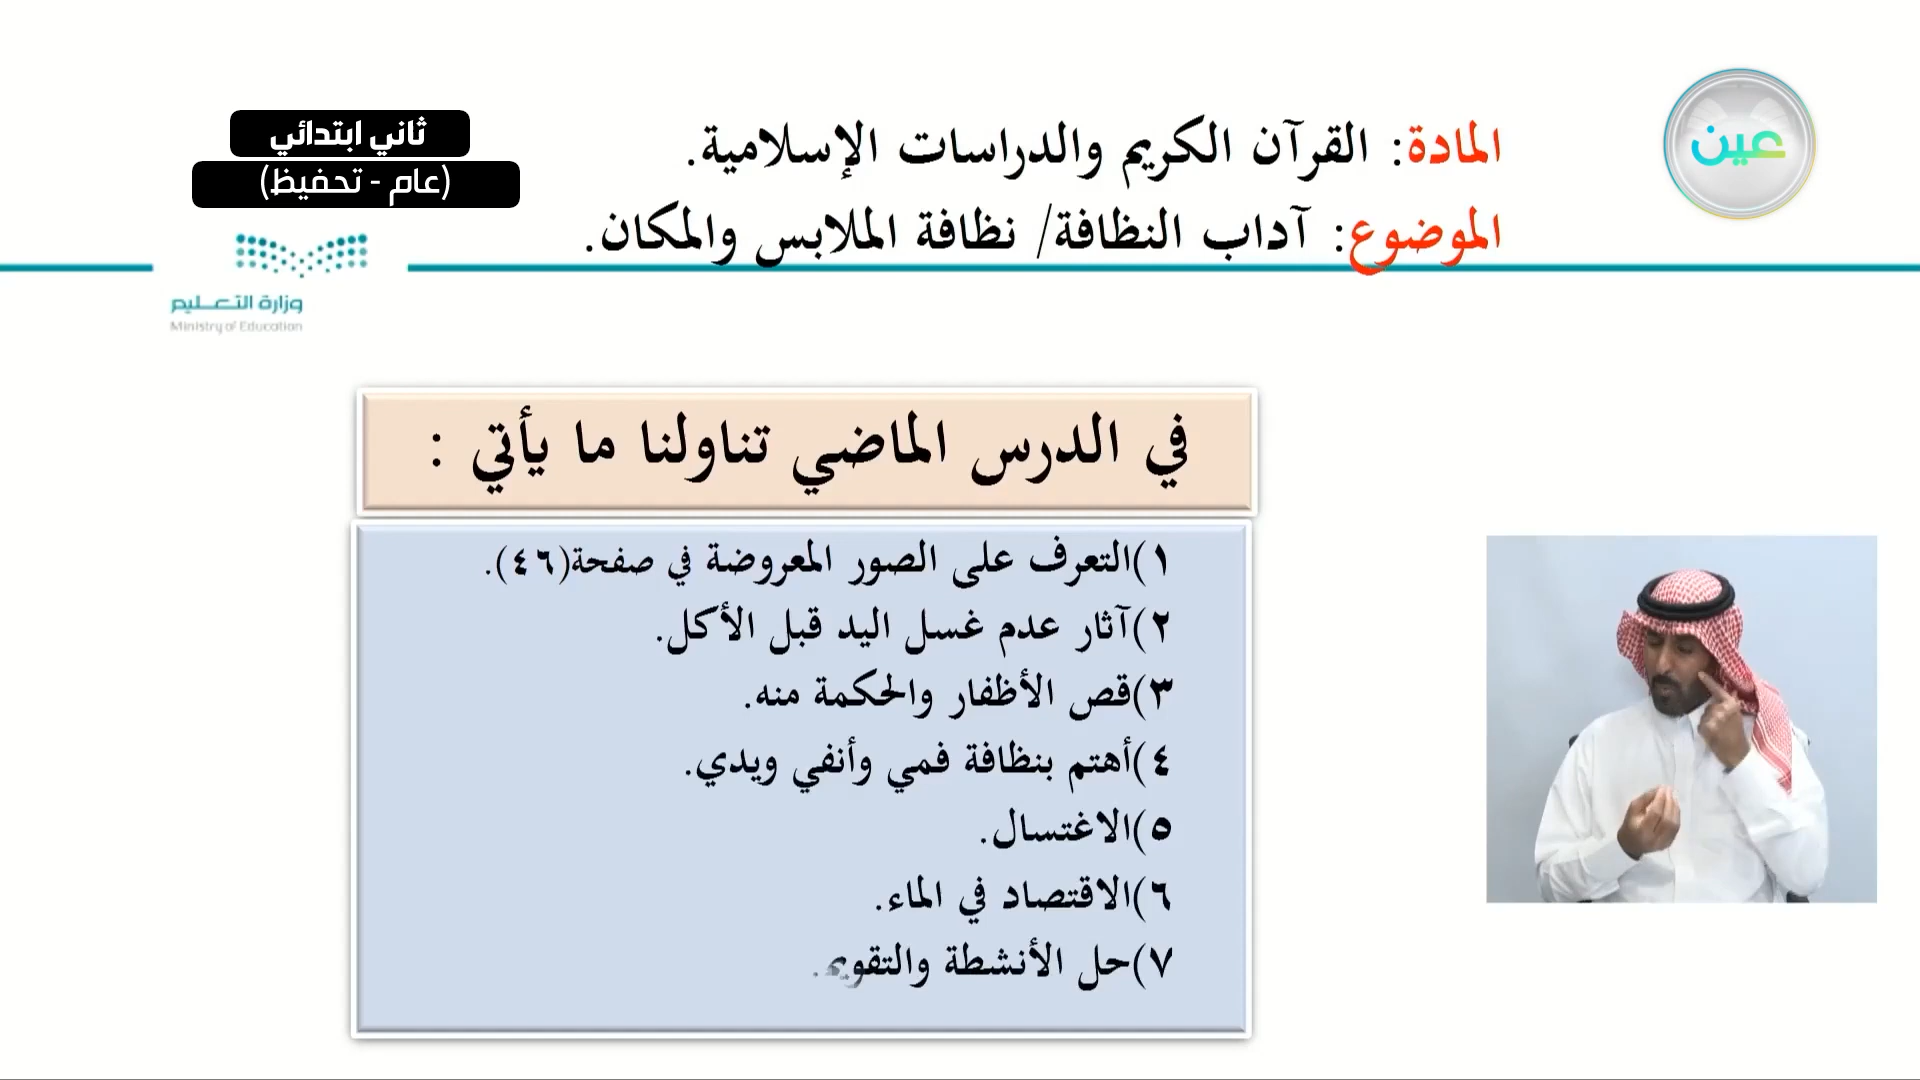 عين
المادة: القرآن الكريم والدراسات الإسلامية.
الموضوع: آداب النظافة/ نظافة الملابس والمكان.
ثاني ابتدائي
(عام - تحفيظ)
وزارة التعليم
Ministry of Education
في الدرس الماضي تناولنا ما يأتي :
١)التعرف على الصور المعروضة في صفحة(٤٦).
٢)آثار عدم غسل اليد قبل الأكل.
٣)قص الأظفار والحكمة منه.
٤)أهتم بنظافة فمي وأنفي ويدي.
٥)الاغتسال.
٦)الاقتصاد في الماء.
٧)حل الأنشطة والتقويم.